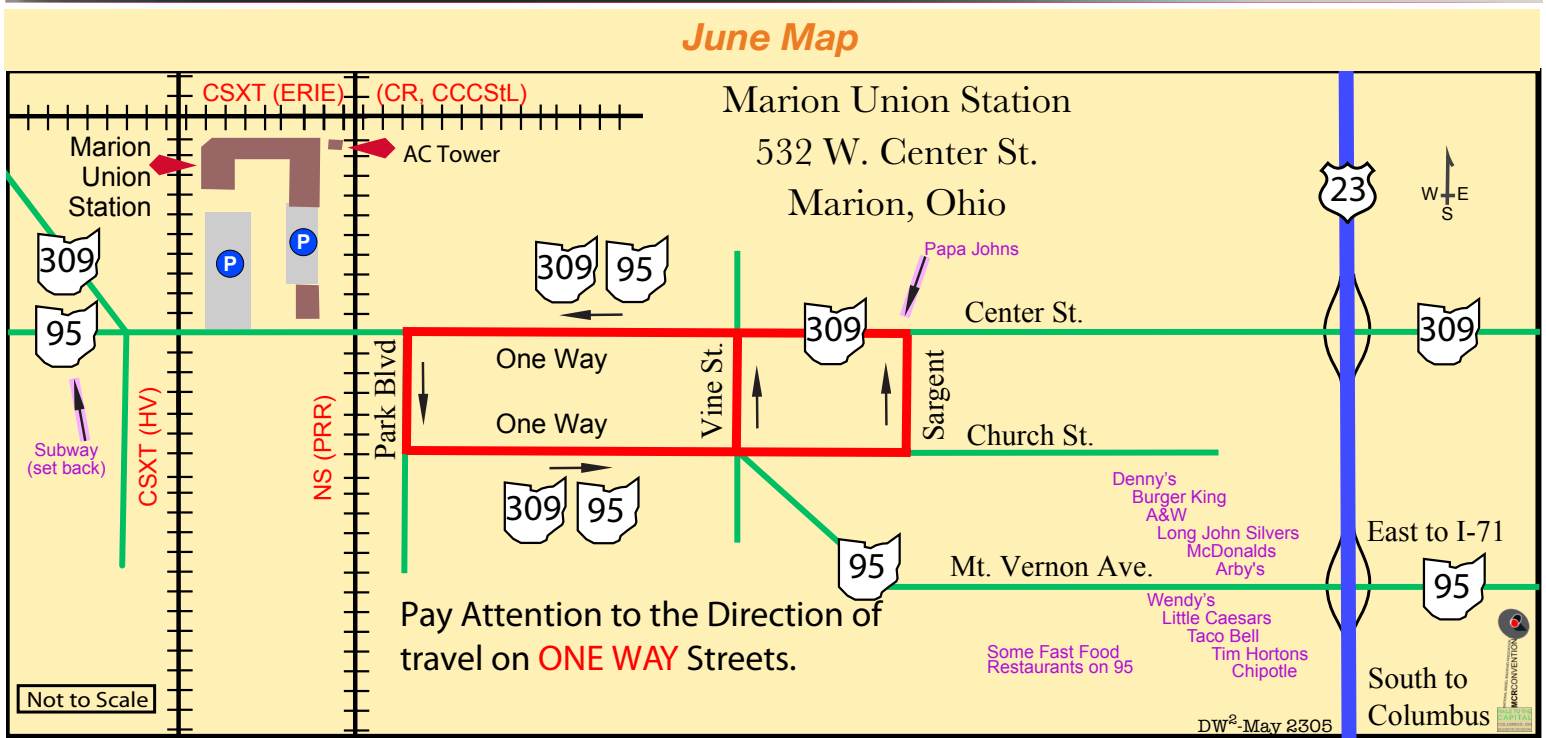 June Map
CSXT (ERIE)
(CR, CCCStL)
Marion Union Station
532 W. Center St.
Marion, Ohio
Marion
Union
Station
AC Tower
23
W E
S
309
P
P
309
95
Papa Johns
95
309
Center St.
309
One Way
Park Blvd
Vine St.
Sargent
One Way
Church St.
Subway
(set back)
CSXT (HV)
NS (PRR)
309
95
Denny's
Burger King
A&W
Long John Silvers
McDonalds
Arby's
East to I-71
95
Mt. Vernon Ave.
95
Pay Attention to the Direction of
travel on ONE WAY Streets.
Wendy's
Little Caesars
Taco Bell
Tim Hortons
Chipotle
Some Fast Food
Restaurants on 95
South to
Columbus
Not to Scale
DW²-May 2305
MCRCONVENTION
CAPITAL